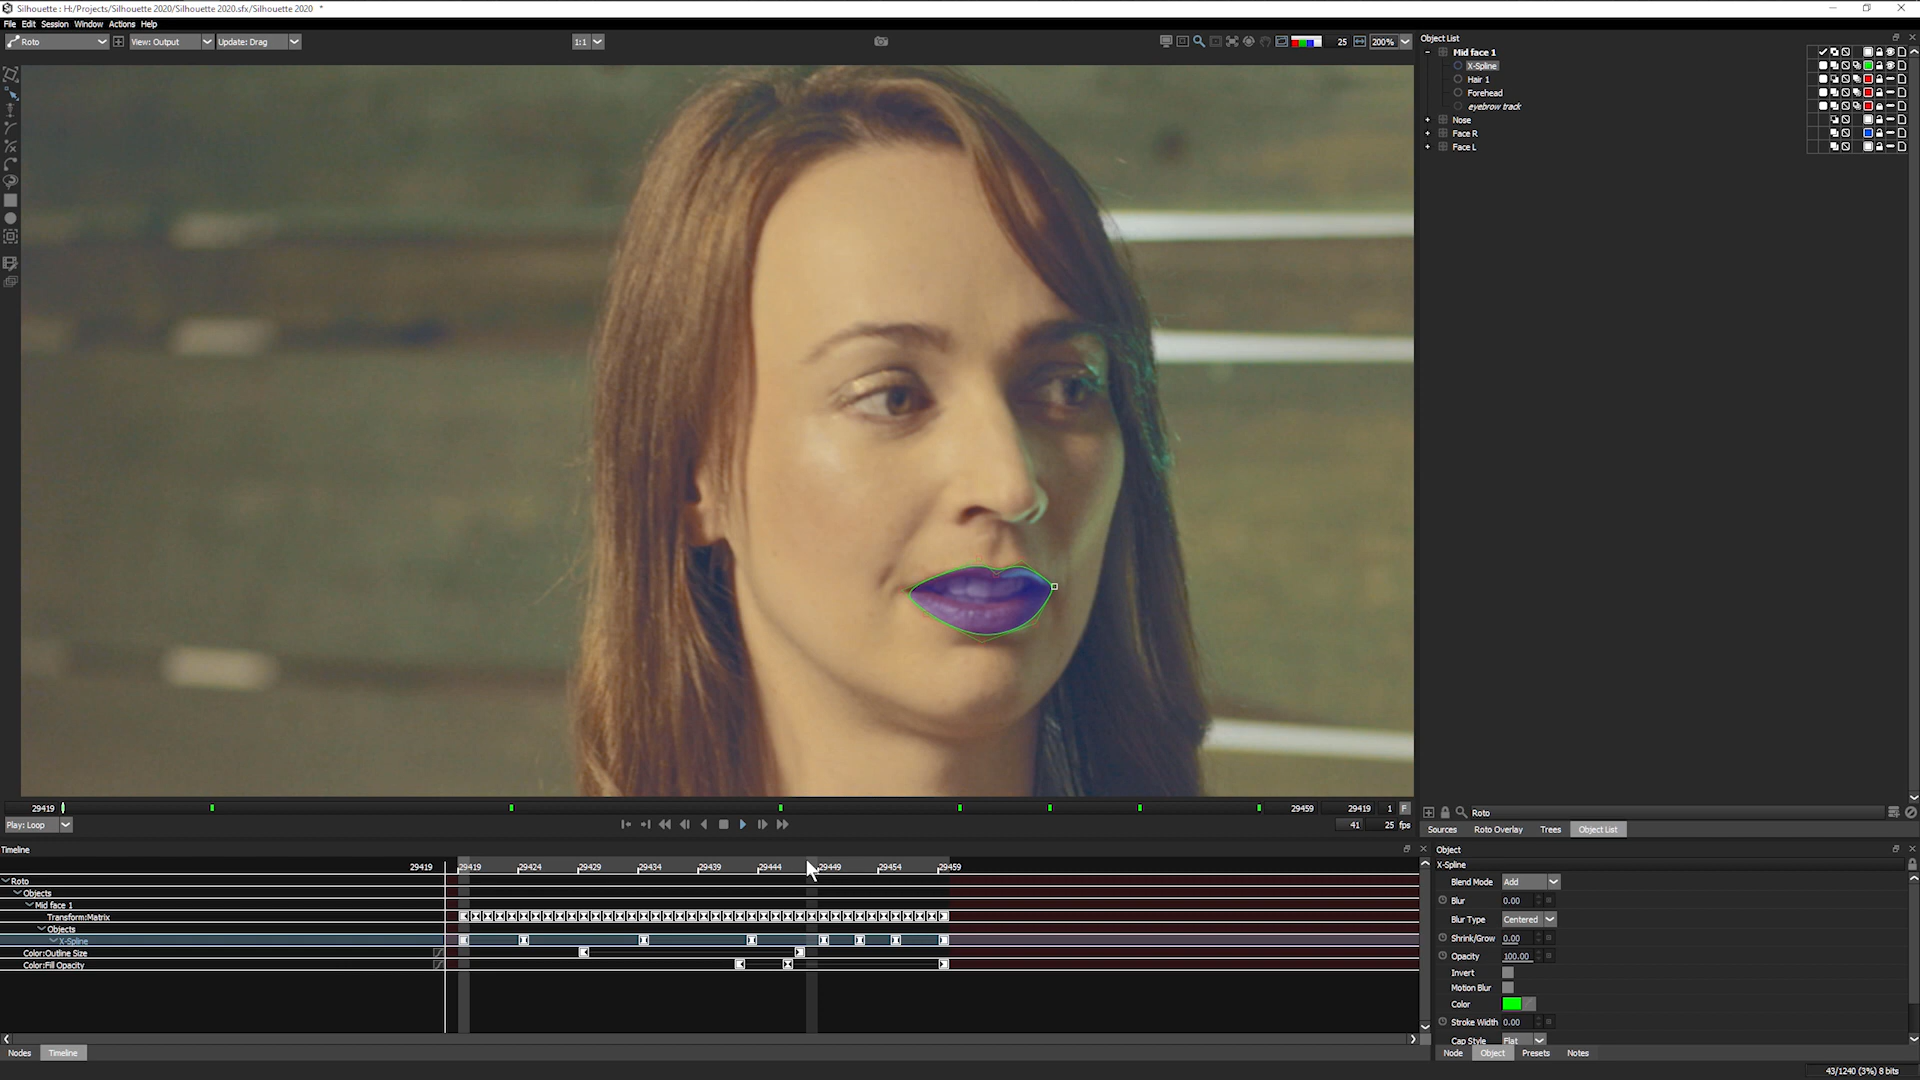 Silhouette : H:/Projects/Silhouette 2020/Silhouette 2020.sfx/Silhouette 2020 *
File Edit Session Window Actions Help
Roto View: Output Update: Drag 1:1 25 200%
Object List
Mid face 1
X-Spline
Hair 1
Forehead
eyebrow track
Nose
Face R
Face L
29419 29459 29419 1 F
Play: Loop 41 25 fps
Roto
Sources Roto Overlay Trees Object List
Timeline
29419 29419 29424 29429 29434 29439 29444 29449 29454 29459
Roto
Objects
Mid face 1
Transform:Matrix
Objects
X-Spline
Color:Outline Size
Color:Fill Opacity
Nodes Timeline
Object
X-Spline
Blend Mode Add
Blur 0.00
Blur Type Centered
Shrink/Grow 0.00
Opacity 100.00
Invert
Motion Blur
Color
Stroke Width 0.00
Cap Style Flat
Node Object Presets Notes
43/1240 (3%) 8 bits